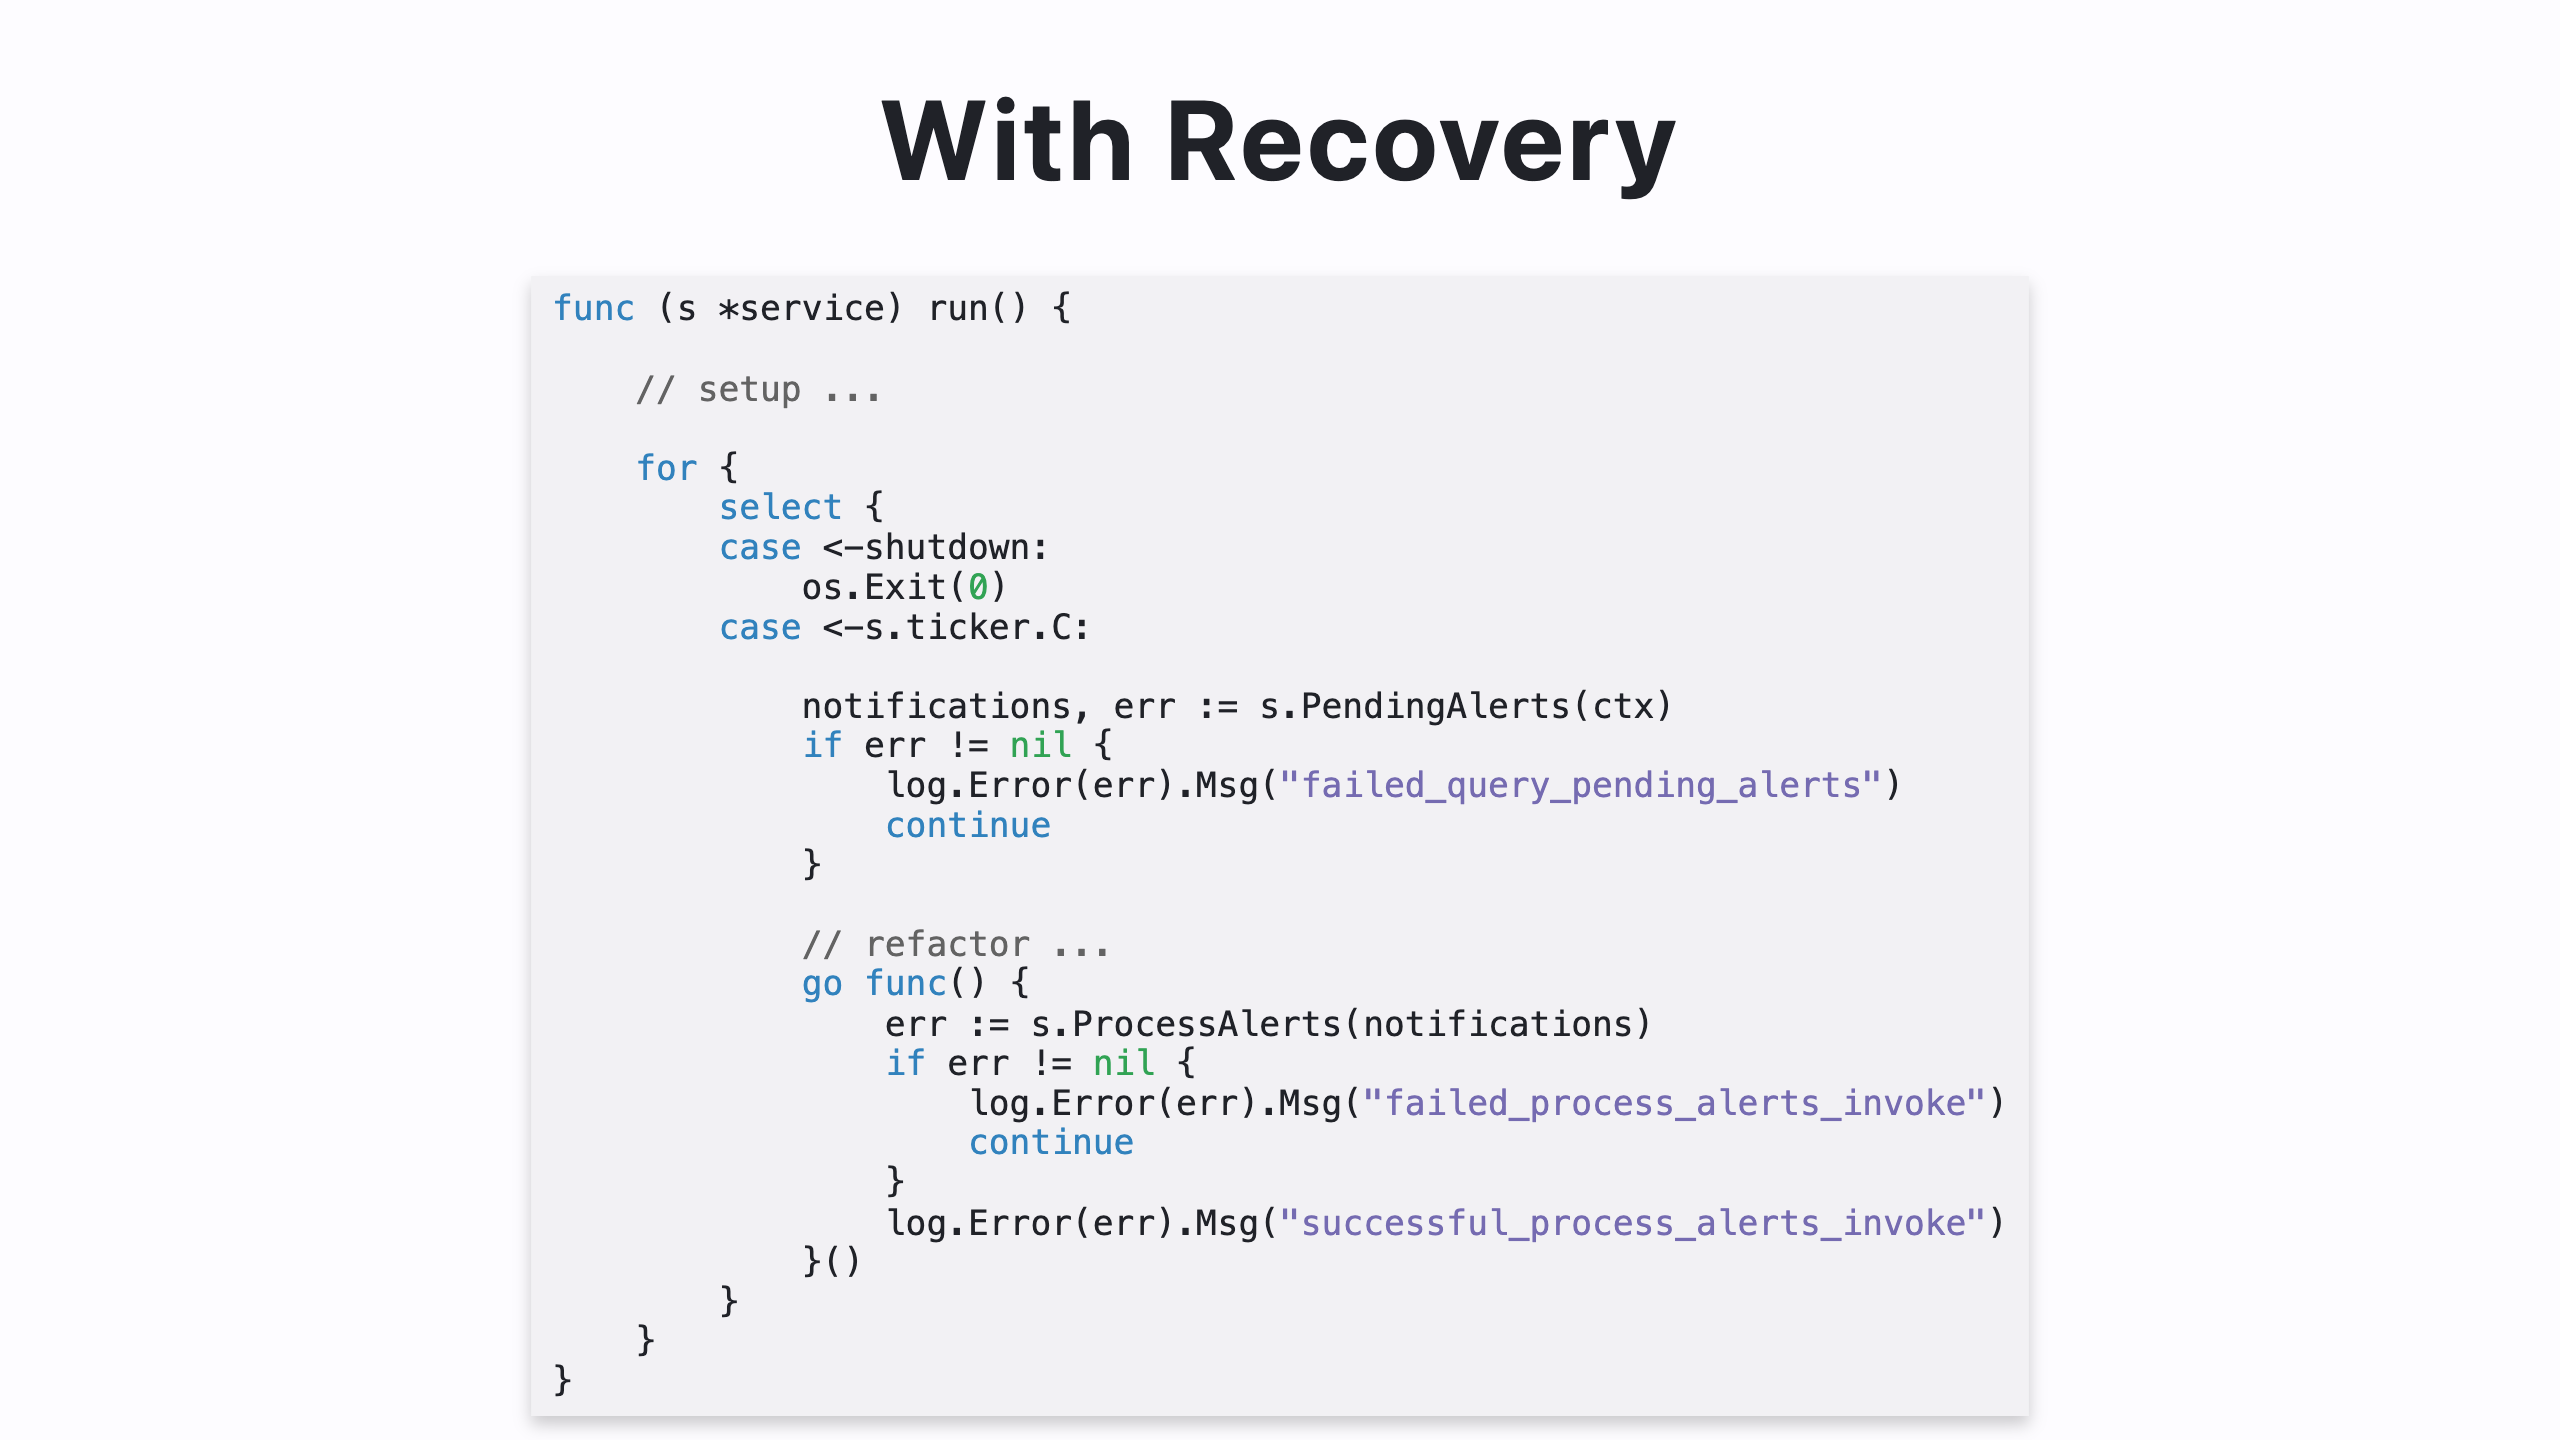 With Recovery
func (s *service) run() {
    // setup ...
    for {
        select {
        case <-shutdown:
            os.Exit(0)
        case <-s.ticker.C:
            notifications, err := s.PendingAlerts(ctx)
            if err != nil {
                log.Error(err).Msg("failed_query_pending_alerts")
                continue
            }
            // refactor ...
            go func() {
                err := s.ProcessAlerts(notifications)
                if err != nil {
                    log.Error(err).Msg("failed_process_alerts_invoke")
                    continue
                }
                log.Error(err).Msg("successful_process_alerts_invoke")
            }()
        }
    }
}